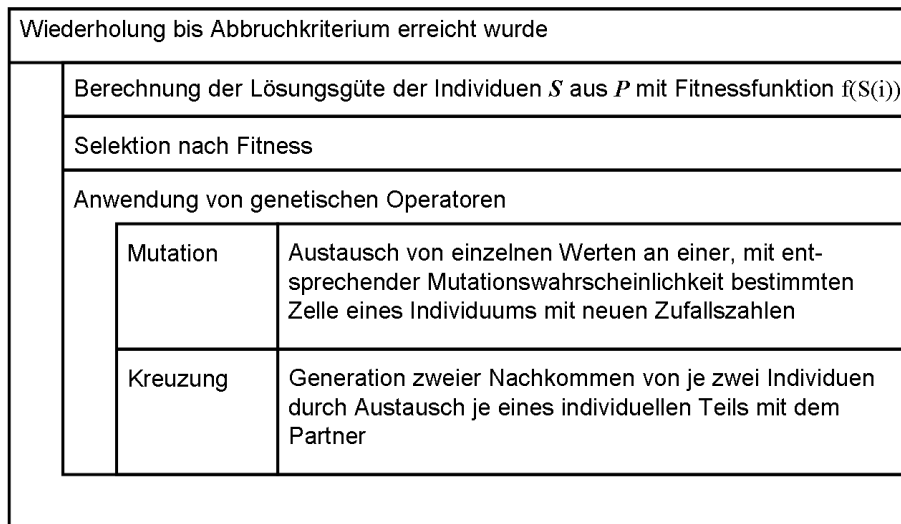 Wiederholung bis Abbruchkriterium erreicht wurde
Berechnung der Lösungsgüte der Individuen S aus P mit Fitnessfunktion f(S(i))
Selektion nach Fitness
Anwendung von genetischen Operatoren
Mutation
Austausch von einzelnen Werten an einer, mit ent-
sprechender Mutationswahrscheinlichkeit bestimmten
Zelle eines Individuums mit neuen Zufallszahlen
Kreuzung
Generation zweier Nachkommen von je zwei Individuen
durch Austausch je eines individuellen Teils mit dem
Partner